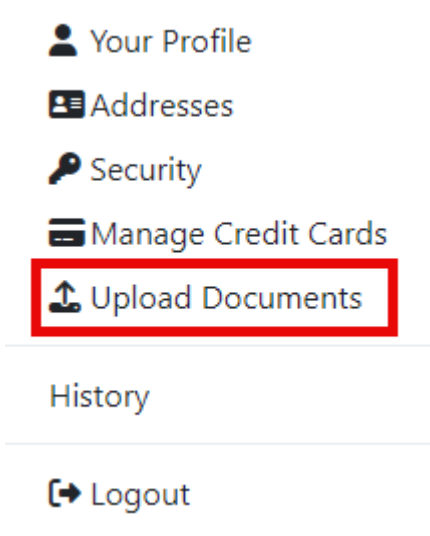 Your Profile
Addresses
Security
Manage Credit Cards
Upload Documents
History
Logout